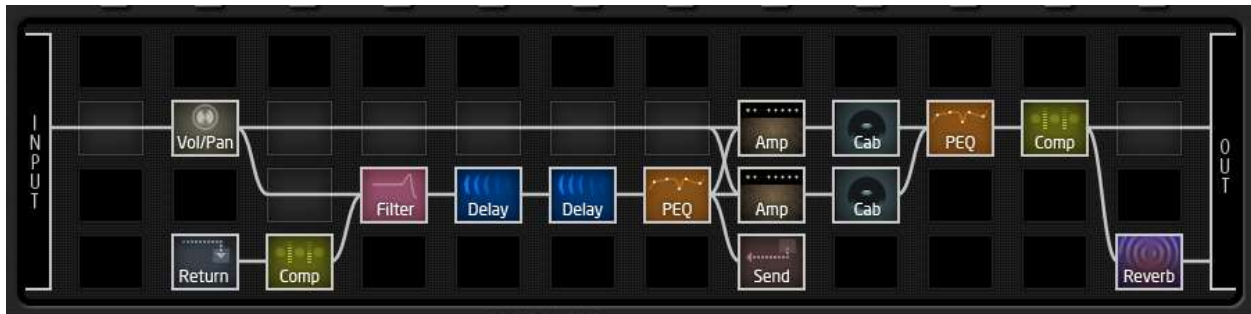 INPUT
Vol/Pan
Amp
Cab
PEQ
Comp
OUT
Filter
Delay
Delay
PEQ
Amp
Cab
Return
Comp
Send
Reverb